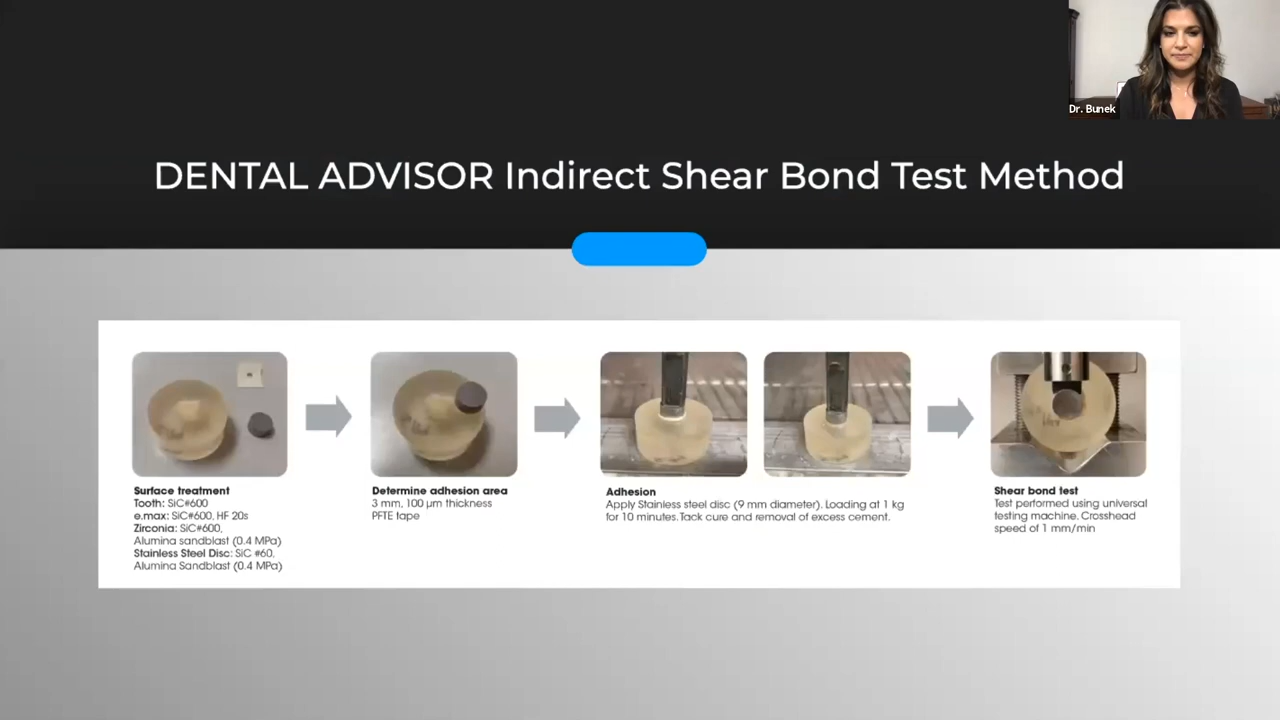 Dr. Bunek
DENTAL ADVISOR Indirect Shear Bond Test Method
Surface treatment
Tooth: SiC#600
e.max: SiC#600, HF 20s
Zirconia: SiC#600,
Alumina sandblast (0.4 MPa)
Stainless Steel Disc: SiC #60,
Alumina Sandblast (0.4 MPa)
Determine adhesion area
3 mm, 100 µm thickness
PFTE tape
Adhesion
Apply Stainless steel disc (9 mm diameter). Loading at 1 kg
for 10 minutes. Tack cure and removal of excess cement.
Shear bond test
Test performed using universal
testing machine. Crosshead
speed of 1 mm/min